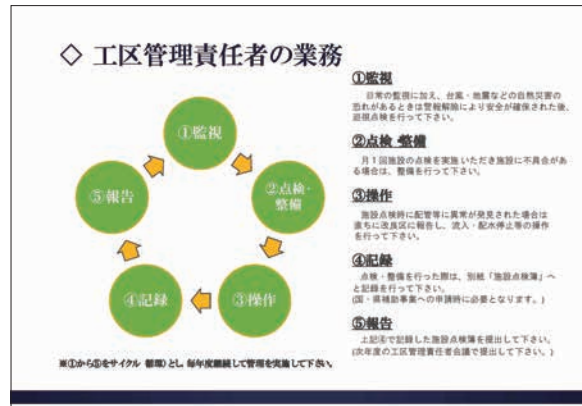 ◇ 工区管理責任者の業務
①監視
②点検・
整備
③操作
④記録
⑤報告
※①から⑤をサイクル(循環)とし、毎年度継続して管理を実施して下さい。
①監視
日常の監視に加え、台風・地震などの自然災害の
恐れがあるときは警報解除により安全が確保された後、
巡視点検を行って下さい。
②点検・整備
月1回施設の点検を実施いただき施設に不具合があ
る場合は、整備を行って下さい。
③操作
施設点検時に配管等に異常が発見された場合は
直ちに改良区に報告し、流入・配水停止等の操作
を行って下さい。
④記録
点検・整備を行った際は、別紙「施設点検簿」へ
と記録を行って下さい。
(国・県補助事業への申請時に必要となります。)
⑤報告
上記④で記録した施設点検簿を提出して下さい。
(次年度の工区管理責任者会議で提出して下さい。)